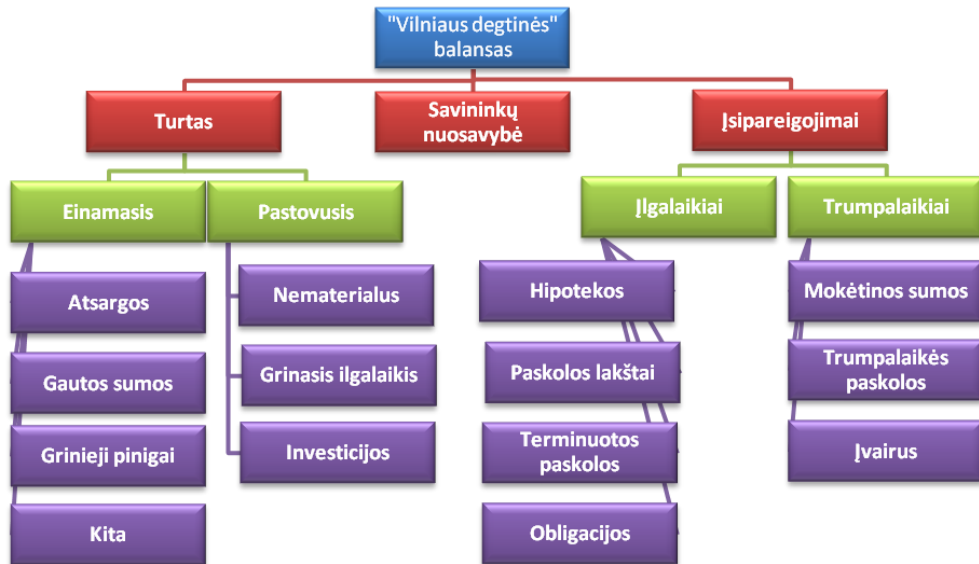 "Vilniaus degtinės"
balansas
Turtas
Savininkų
nuosavybė
Įsipareigojimai
Einamasis
Pastovusis
Įlgalaikiai
Trumpalaikiai
Atsargos
Gautos sumos
Grinieji pinigai
Kita
Nematerialus
Grinasis ilgalaikis
Investicijos
Hipotekos
Paskolos lakštai
Terminuotos
paskolos
Obligacijos
Mokėtinos sumos
Trumpalaikės
paskolos
Įvairus